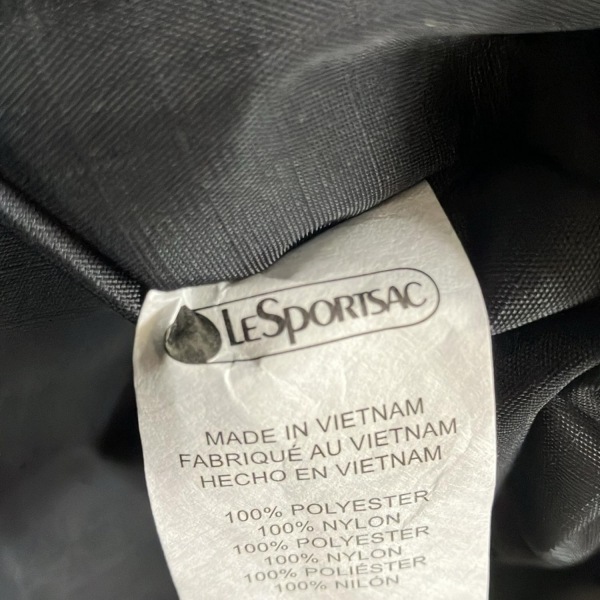 LESPORTSAC
MADE IN VIETNAM
FABRIQUÉ AU VIETNAM
HECHO EN VIETNAM
100% POLYESTER
100% NYLON
100% POLYESTER
100% NYLON
100% POLIÉSTER
100% NILÓN